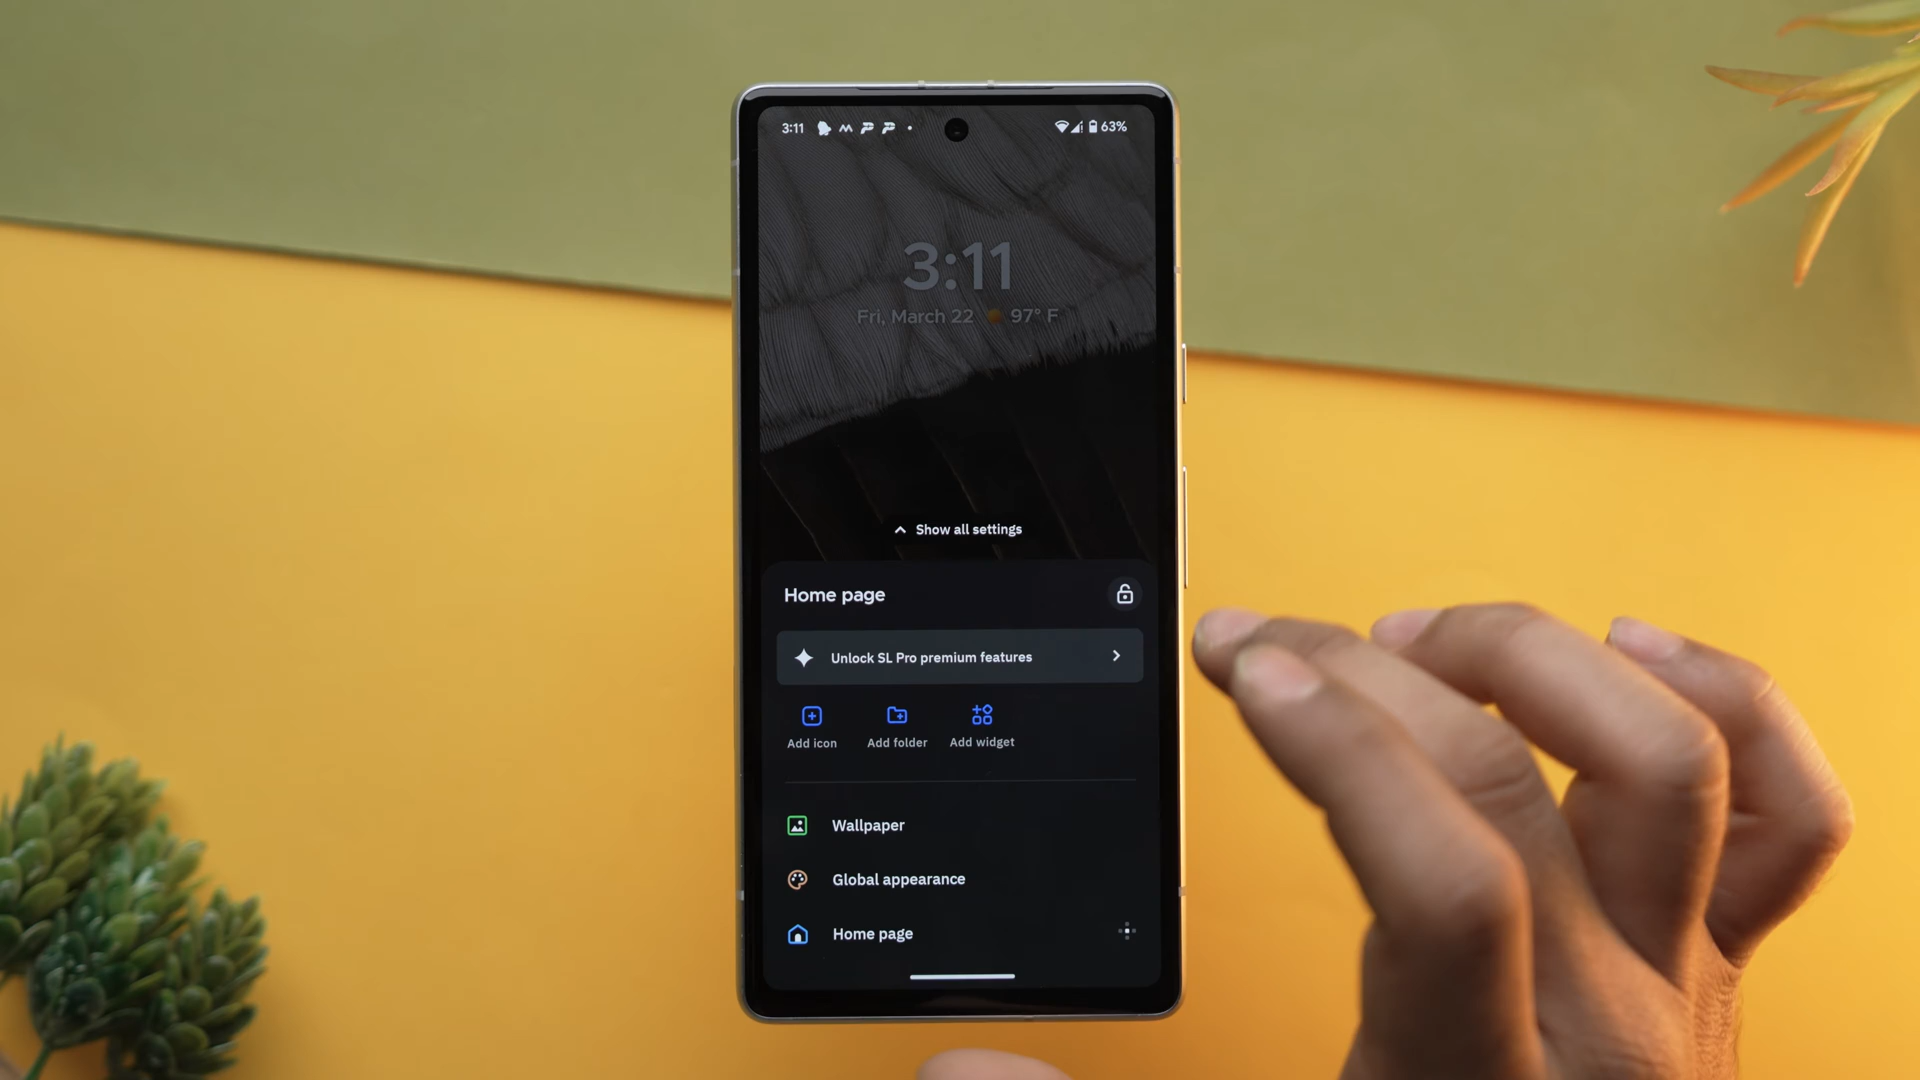 3:11 63%
3:11
Fri, March 22 97° F
Show all settings
Home page
Unlock SL Pro premium features
Add icon Add folder Add widget
Wallpaper
Global appearance
Home page